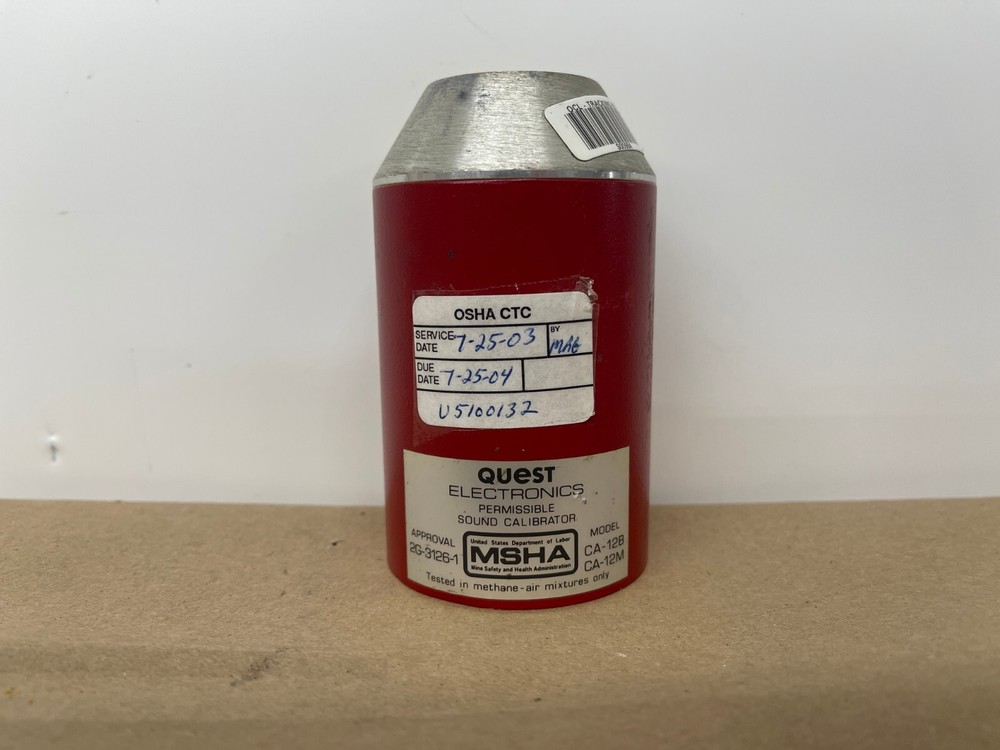 OSHA CTC
SERVICE DATE 7-25-03 BY MAG
DUE DATE 7-25-04
U5100132
QUEST
ELECTRONICS
PERMISSIBLE
SOUND CALIBRATOR
APPROVAL
2G-3126-1
United States Department of Labor
MSHA
Mine Safety and Health Administration
MODEL
CA-12B
CA-12M
Tested in methane-air mixtures only